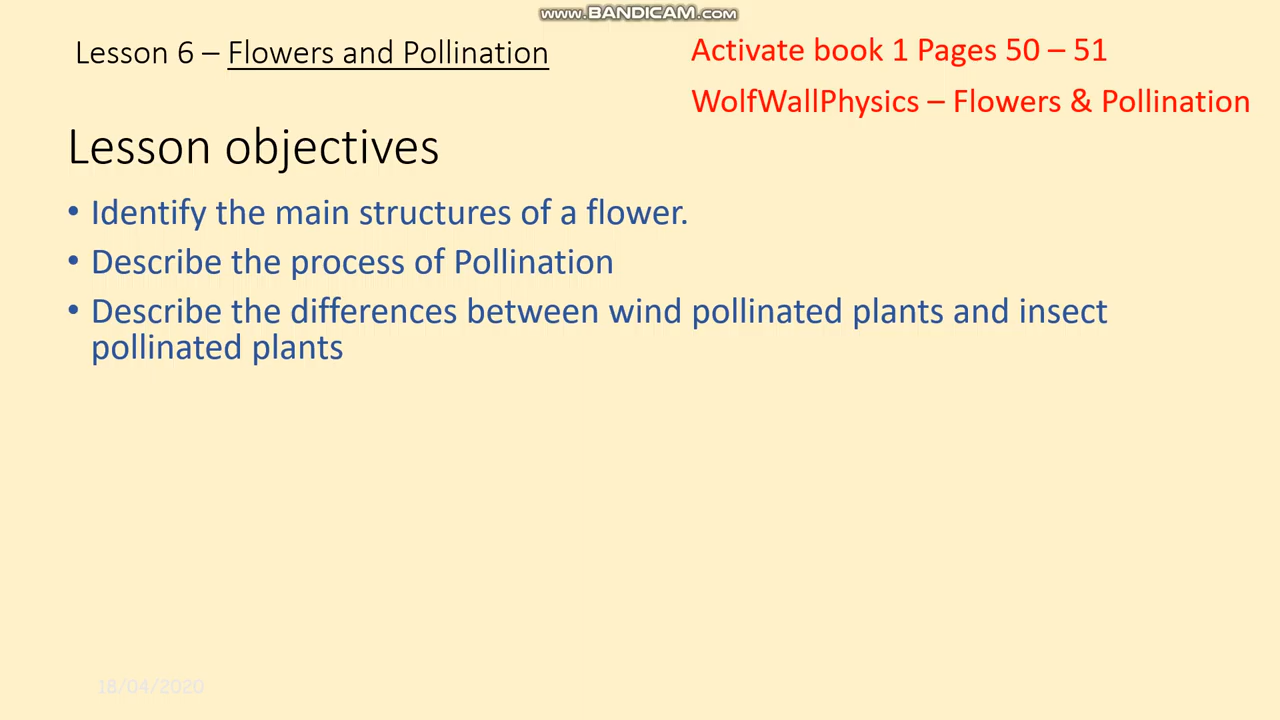 www.BANDICAM.com
Lesson 6 – Flowers and Pollination
Activate book 1 Pages 50 – 51
WolfWallPhysics – Flowers & Pollination
Lesson objectives
• Identify the main structures of a flower.
• Describe the process of Pollination
• Describe the differences between wind pollinated plants and insect
pollinated plants
18/04/2020